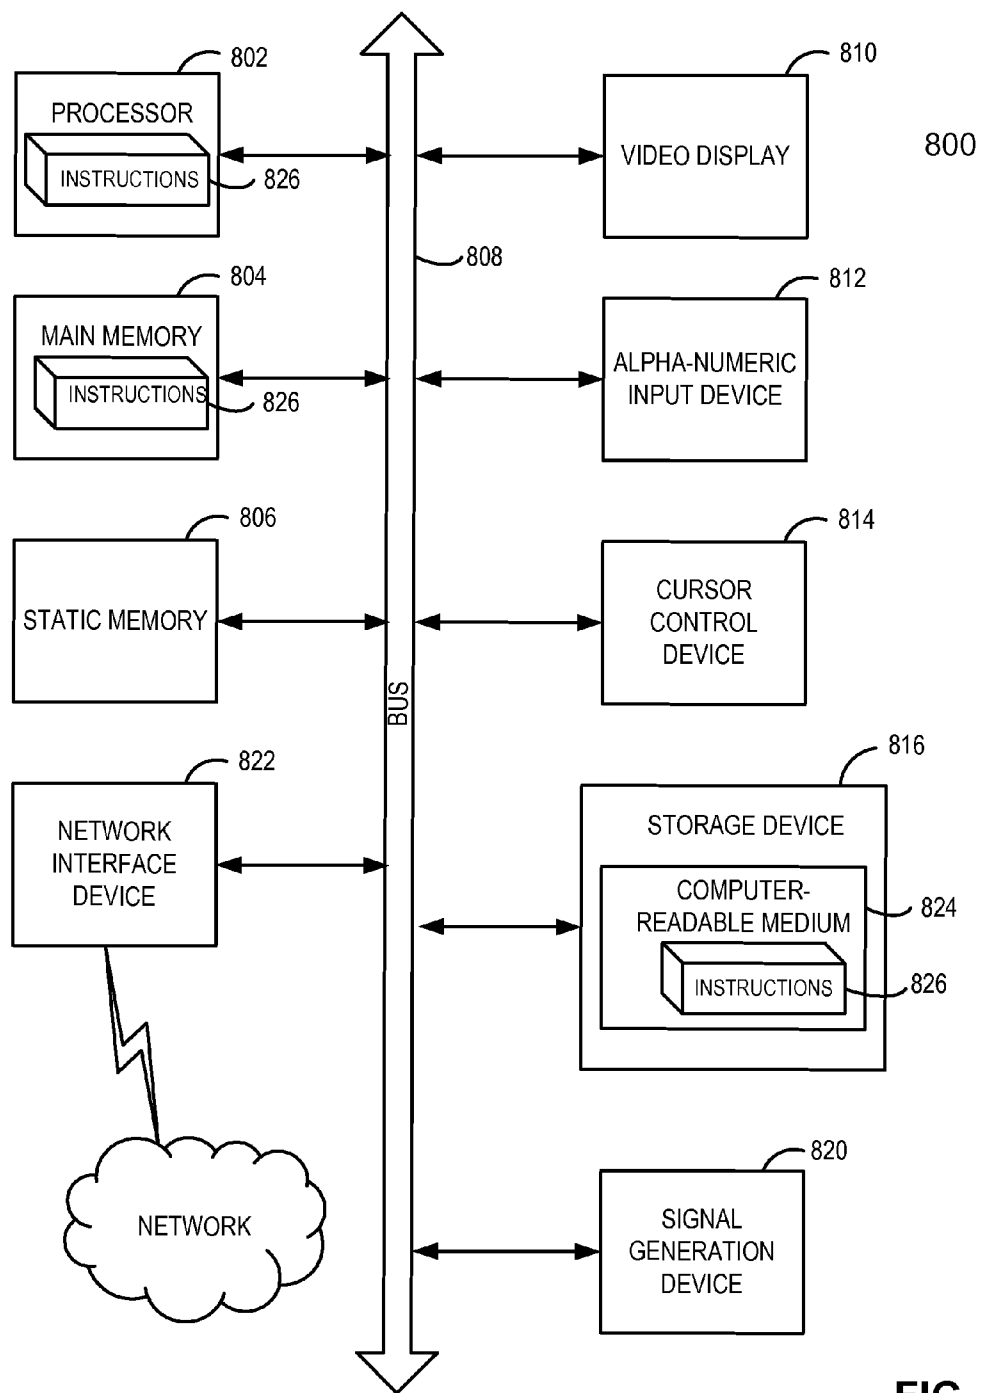 802
PROCESSOR
INSTRUCTIONS
826
810
VIDEO DISPLAY
800
808
804
MAIN MEMORY
INSTRUCTIONS
826
812
ALPHA-NUMERIC
INPUT DEVICE
806
STATIC MEMORY
814
CURSOR
CONTROL
DEVICE
BUS
822
NETWORK
INTERFACE
DEVICE
816
STORAGE DEVICE
COMPUTER-
READABLE MEDIUM
824
INSTRUCTIONS
826
NETWORK
820
SIGNAL
GENERATION
DEVICE
FIG